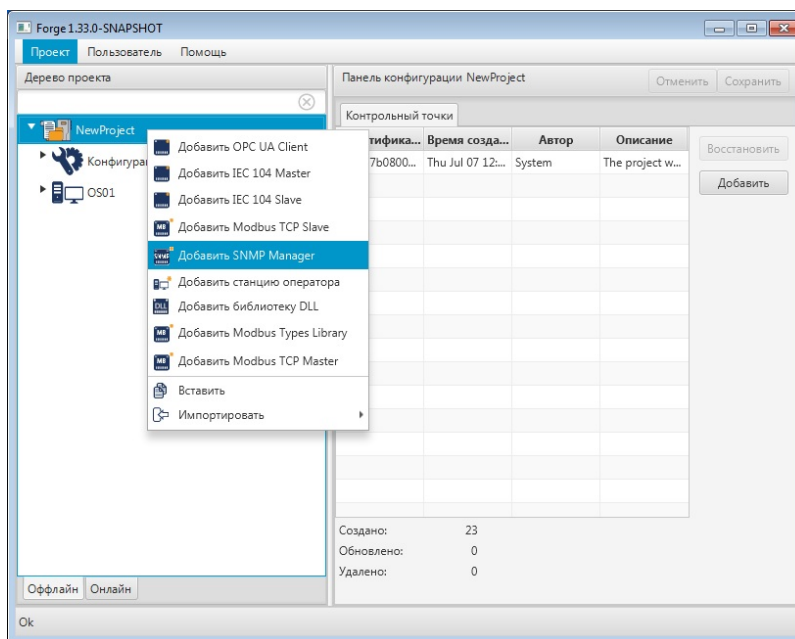 Forge 1.33.0-SNAPSHOT
Проект Пользователь Помощь
Дерево проекта
Панель конфигурации NewProject
Отменить Сохранить
Контрольный точки
NewProject
Конфигура
OS01
Добавить OPC UA Client
Добавить IEC 104 Master
Добавить IEC 104 Slave
Добавить Modbus TCP Slave
Добавить SNMP Manager
Добавить станцию оператора
Добавить библиотеку DLL
Добавить Modbus Types Library
Добавить Modbus TCP Master
Вставить
Импортировать
тифика... Время созда... Автор Описание
7b0800... Thu Jul 07 12:... System The project w...
Восстановить
Добавить
Создано: 23
Обновлено: 0
Удалено: 0
Оффлайн Онлайн
Ok